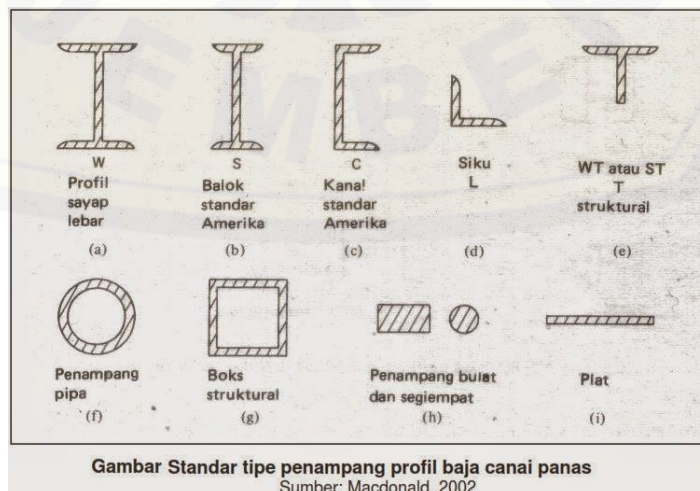 W
Profil
sayap
lebar
(a)
S
Balok
standar
Amerika
(b)
C
Kanal
standar
Amerika
(c)
Siku
L
(d)
WT atau ST
T
struktural
(e)
Penampang
pipa
(f)
Boks
struktural
(g)
Penampang bulat
dan segiempat
(h)
Plat
(i)
Gambar Standar tipe penampang profil baja canai panas
Sumber: Macdonald, 2002